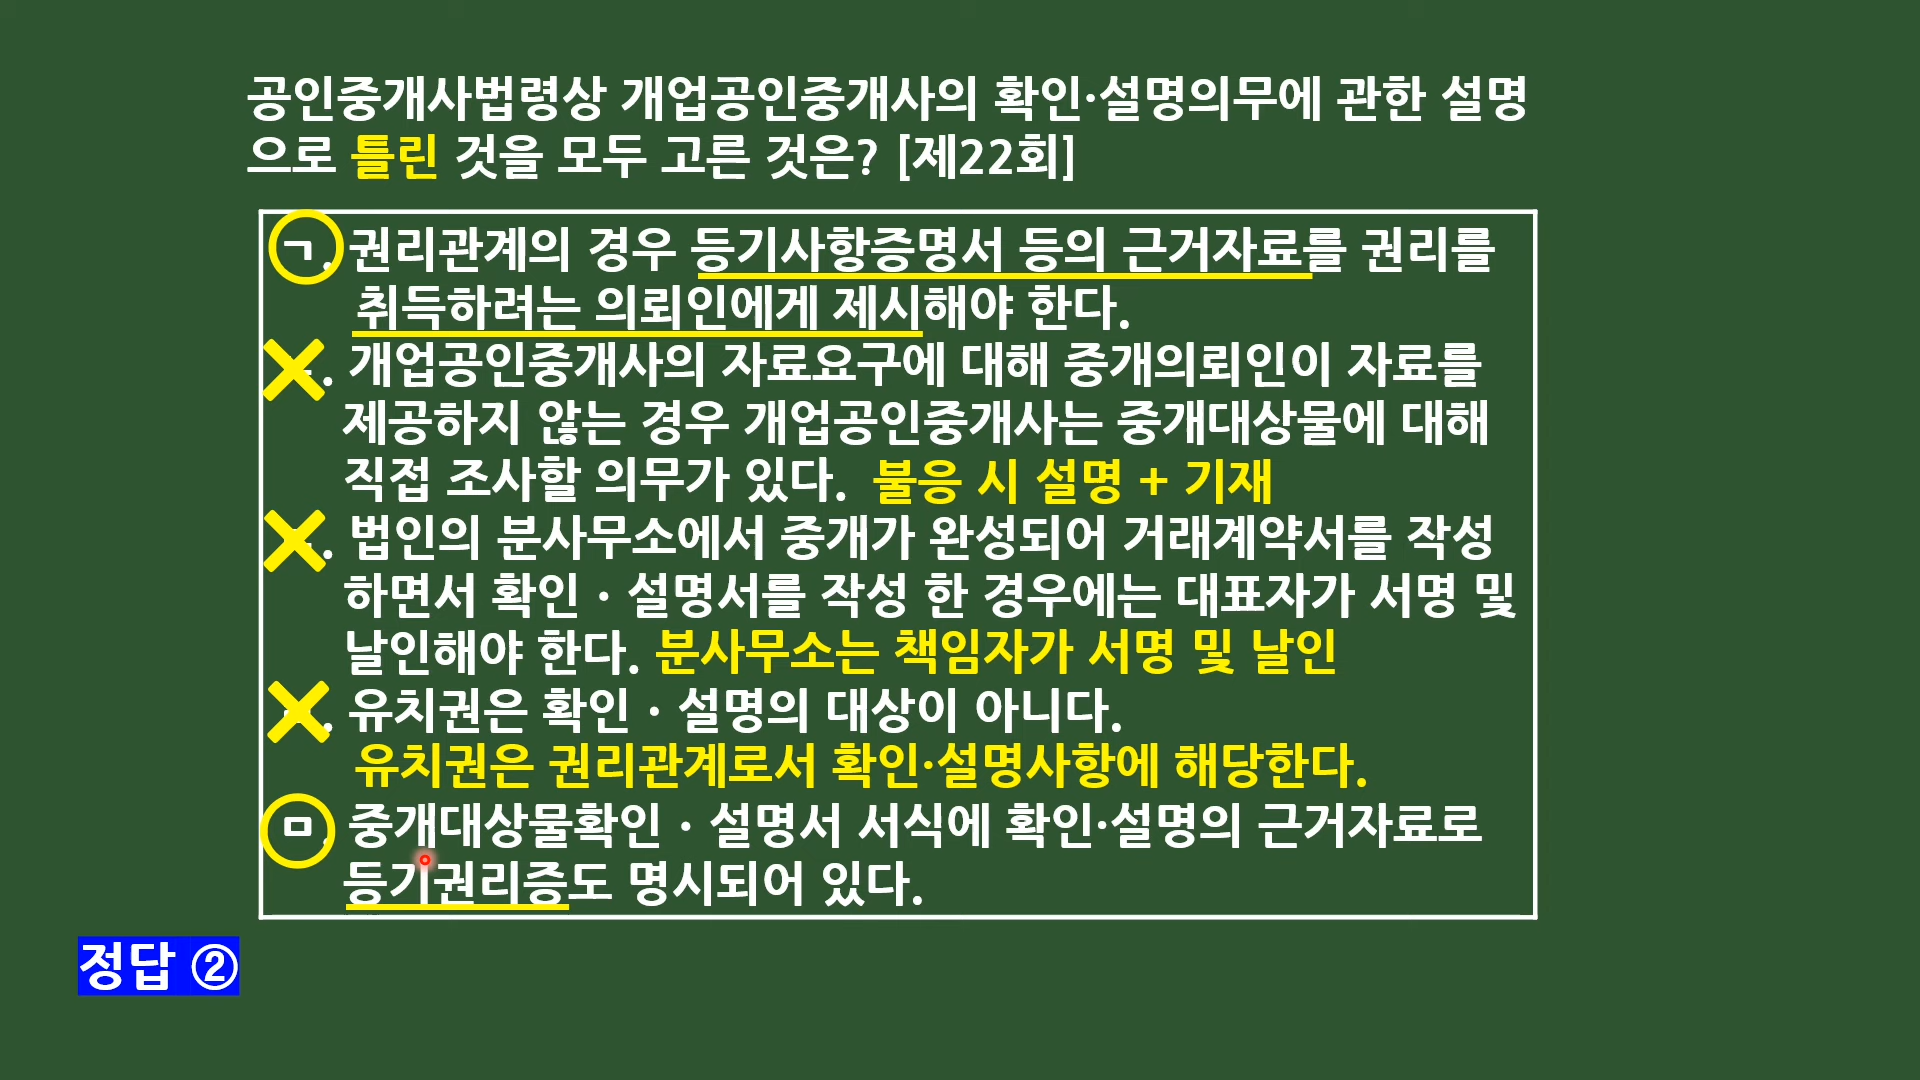 공인중개사법령상 개업공인중개사의 확인·설명의무에 관한 설명
으로 틀린 것을 모두 고른 것은? [제22회]
ㄱ. 권리관계의 경우 등기사항증명서 등의 근거자료를 권리를
취득하려는 의뢰인에게 제시해야 한다.
. 개업공인중개사의 자료요구에 대해 중개의뢰인이 자료를
제공하지 않는 경우 개업공인중개사는 중개대상물에 대해
직접 조사할 의무가 있다. 불응 시 설명 + 기재
. 법인의 분사무소에서 중개가 완성되어 거래계약서를 작성
하면서 확인 · 설명서를 작성 한 경우에는 대표자가 서명 및
날인해야 한다. 분사무소는 책임자가 서명 및 날인
. 유치권은 확인 · 설명의 대상이 아니다.
유치권은 권리관계로서 확인·설명사항에 해당한다.
ㅁ. 중개대상물확인 · 설명서 서식에 확인·설명의 근거자료로
등기권리증도 명시되어 있다.
정답 ②